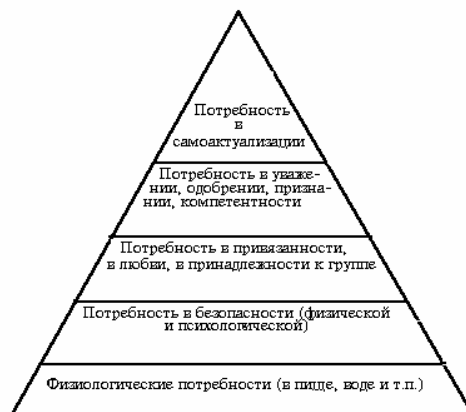 Потребность
в
самоактуализации
Потребность в уваже-
нии, одобрении, призна-
нии, компетентности
Потребность в привязанности,
в любви, в принадлежности к группе
Потребность в безопасности (физической
и психологической)
Физиологические потребности (в пище, воде и т.п.)